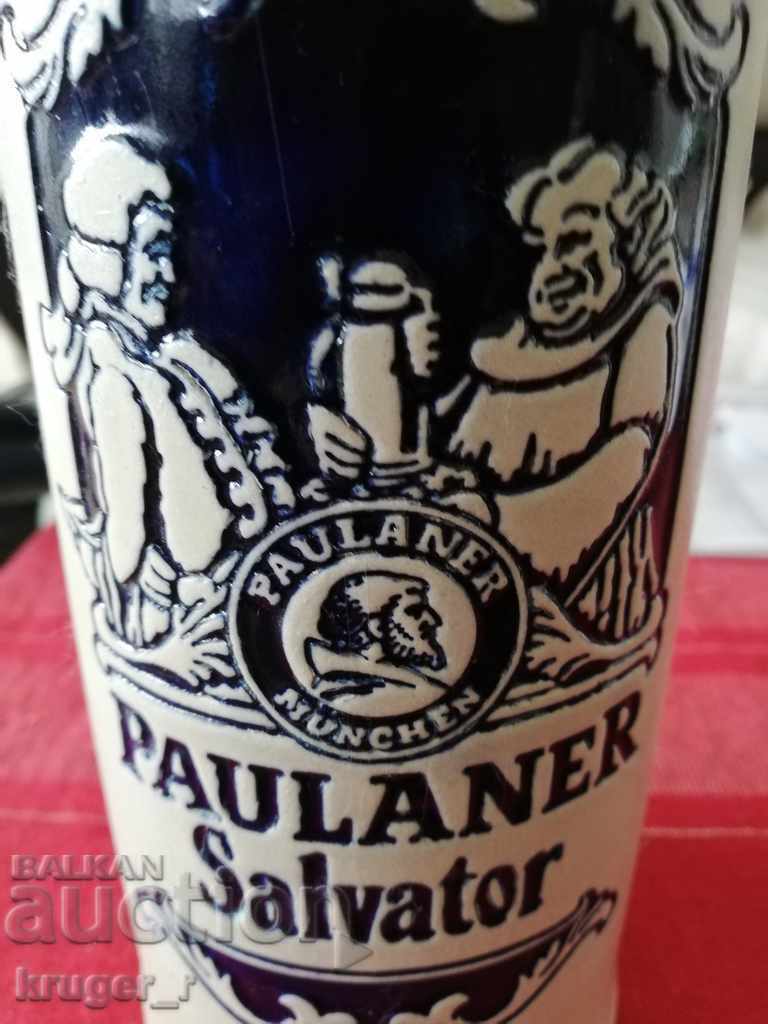 PAULANER
MÜNCHEN
PAULANER
Salvator
BALKAN
auction
kruger_r